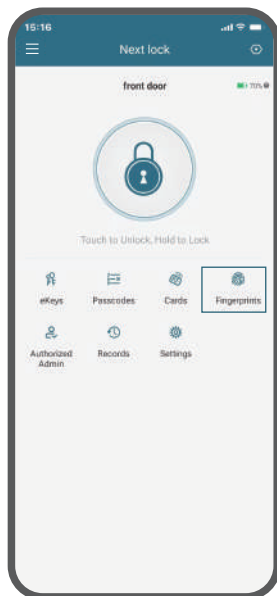 15:16
Next lock
front door
70%
Touch to Unlock, Hold to Lock
eKeys
Passcodes
Cards
Fingerprints
Authorized
Admin
Records
Settings